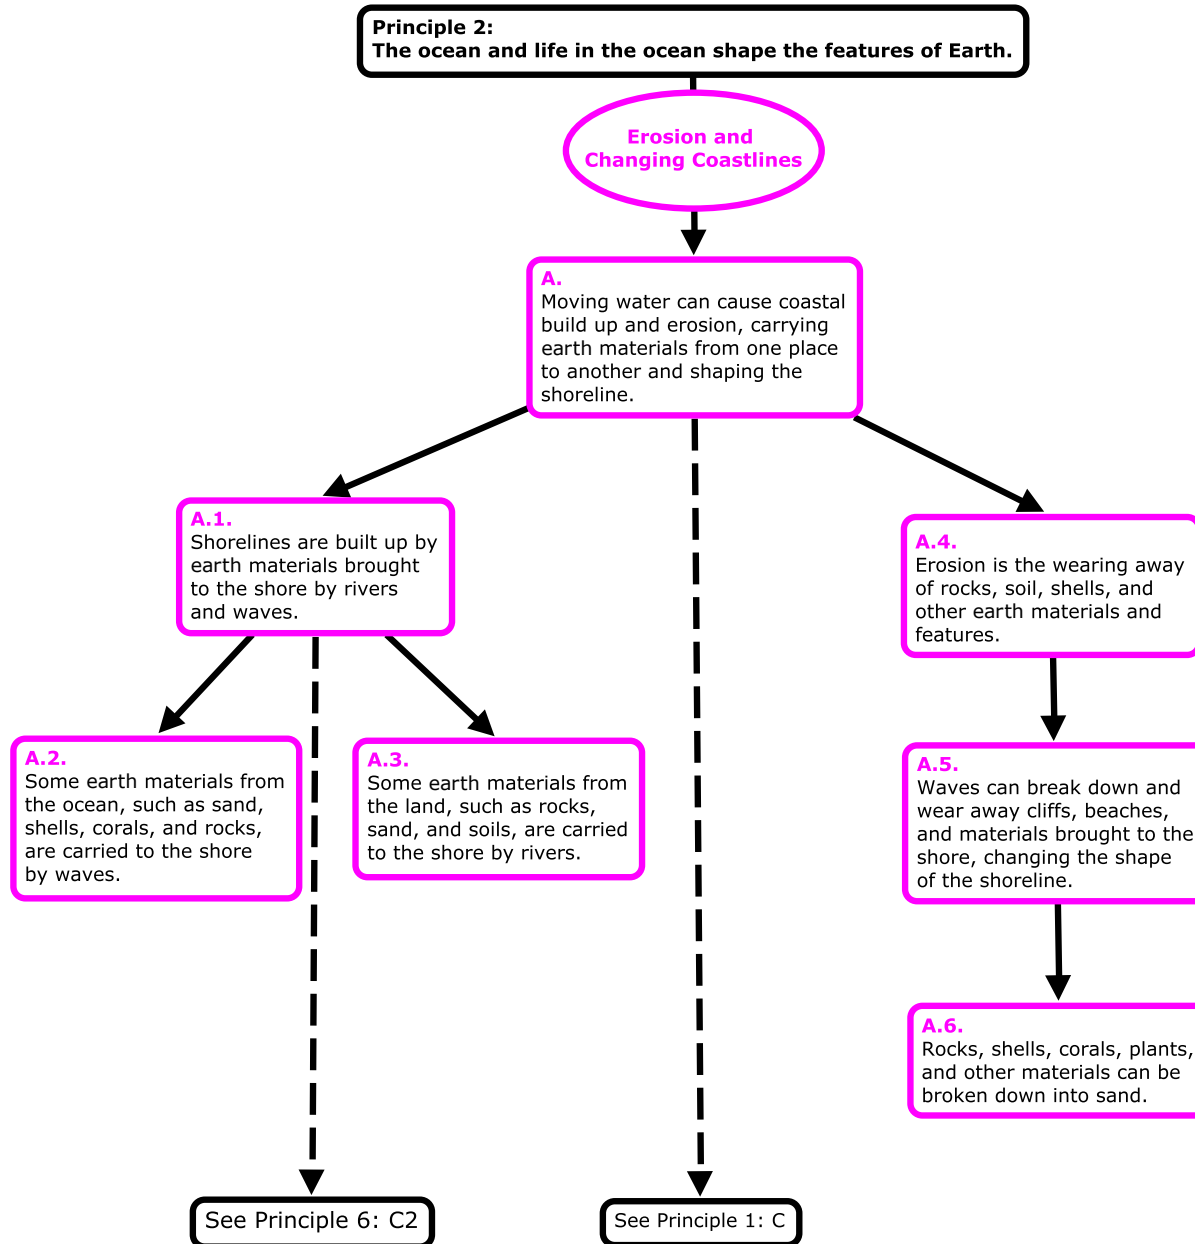 Principle 2:
The ocean and life in the ocean shape the features of Earth.
Erosion and
Changing Coastlines
A.
Moving water can cause coastal
build up and erosion, carrying
earth materials from one place
to another and shaping the
shoreline.
A.1.
Shorelines are built up by
earth materials brought
to the shore by rivers
and waves.
A.4.
Erosion is the wearing away
of rocks, soil, shells, and
other earth materials and
features.
A.2.
Some earth materials from
the ocean, such as sand,
shells, corals, and rocks,
are carried to the shore
by waves.
A.3.
Some earth materials from
the land, such as rocks,
sand, and soils, are carried
to the shore by rivers.
A.5.
Waves can break down and
wear away cliffs, beaches,
and materials brought to the
shore, changing the shape
of the shoreline.
A.6.
Rocks, shells, corals, plants,
and other materials can be
broken down into sand.
See Principle 6: C2
See Principle 1: C